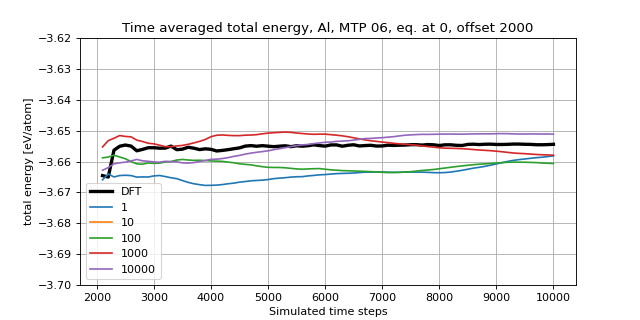 Time averaged total energy, Al, MTP 06, eq. at 0, offset 2000
−3.62
−3.63
−3.64
−3.65
−3.66
−3.67
−3.68
−3.69
−3.70
total energy [eV/atom]
DFT
1
10
100
1000
10000
2000 3000 4000 5000 6000 7000 8000 9000 10000
Simulated time steps